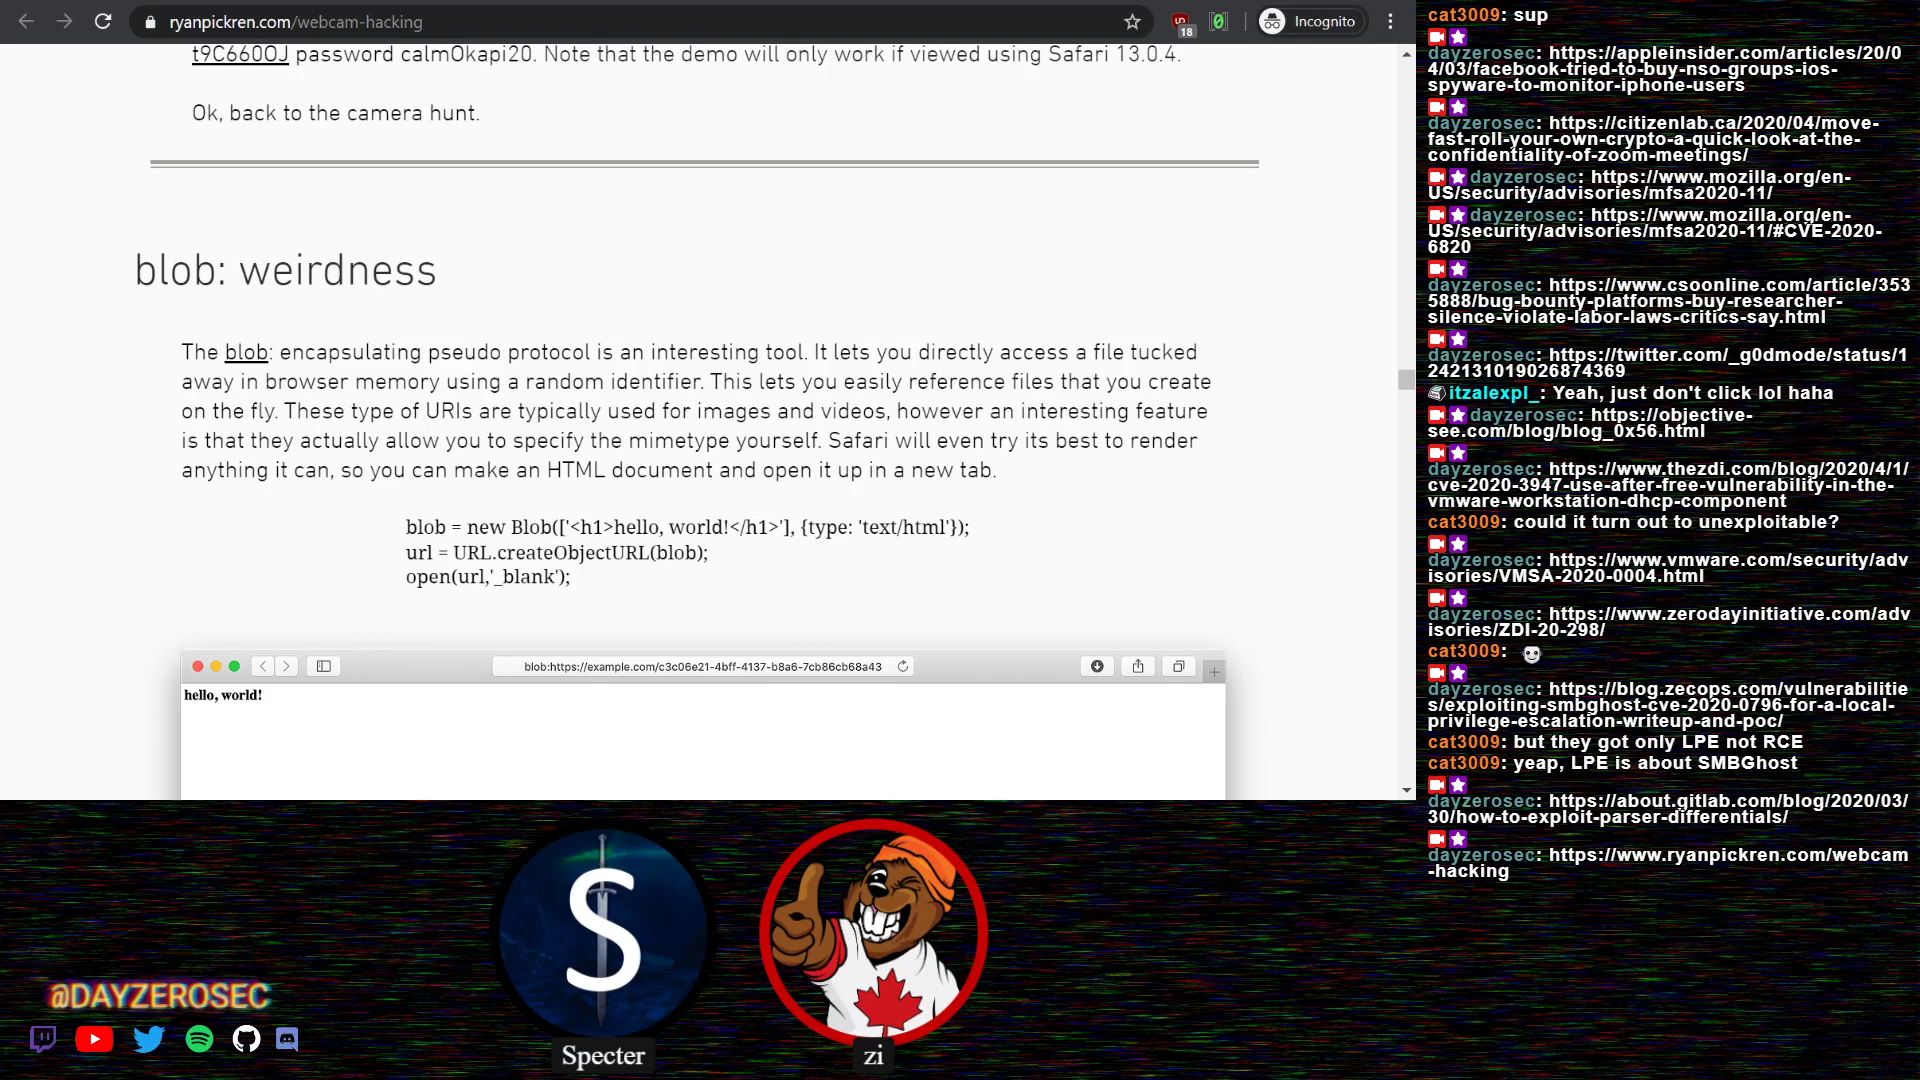 ryanpickren.com/webcam-hacking
18
Incognito
t9C660OJ password calmOkapi20. Note that the demo will only work if viewed using Safari 13.0.4.
Ok, back to the camera hunt.
blob: weirdness
The blob: encapsulating pseudo protocol is an interesting tool. It lets you directly access a file tucked
away in browser memory using a random identifier. This lets you easily reference files that you create
on the fly. These type of URIs are typically used for images and videos, however an interesting feature
is that they actually allow you to specify the mimetype yourself. Safari will even try its best to render
anything it can, so you can make an HTML document and open it up in a new tab.
blob = new Blob(['<h1>hello, world!</h1>'], {type: 'text/html'});
url = URL.createObjectURL(blob);
open(url,'_blank');
blob:https://example.com/c3c06e21-4bff-4137-b8a6-7cb86cb68a43
hello, world!
cat3009: sup
dayzerosec: https://appleinsider.com/articles/20/0
4/03/facebook-tried-to-buy-nso-groups-ios-
spyware-to-monitor-iphone-users
dayzerosec: https://citizenlab.ca/2020/04/move-
fast-roll-your-own-crypto-a-quick-look-at-the-
confidentiality-of-zoom-meetings/
dayzerosec: https://www.mozilla.org/en-
US/security/advisories/mfsa2020-11/
dayzerosec: https://www.mozilla.org/en-
US/security/advisories/mfsa2020-11/#CVE-2020-
6820
dayzerosec: https://www.csoonline.com/article/353
5888/bug-bounty-platforms-buy-researcher-
silence-violate-labor-laws-critics-say.html
dayzerosec: https://twitter.com/_g0dmode/status/1
242131019026874369
itzalexpl_: Yeah, just don't click lol haha
dayzerosec: https://objective-
see.com/blog/blog_0x56.html
dayzerosec: https://www.thezdi.com/blog/2020/4/1/
cve-2020-3947-use-after-free-vulnerability-in-the-
vmware-workstation-dhcp-component
cat3009: could it turn out to unexploitable?
dayzerosec: https://www.vmware.com/security/adv
isories/VMSA-2020-0004.html
dayzerosec: https://www.zerodayinitiative.com/adv
isories/ZDI-20-298/
cat3009:
dayzerosec: https://blog.zecops.com/vulnerabilitie
s/exploiting-smbghost-cve-2020-0796-for-a-local-
privilege-escalation-writeup-and-poc/
cat3009: but they got only LPE not RCE
cat3009: yeap, LPE is about SMBGhost
dayzerosec: https://about.gitlab.com/blog/2020/03/
30/how-to-exploit-parser-differentials/
dayzerosec: https://www.ryanpickren.com/webcam
-hacking
@DAYZEROSEC
S
Specter
zi